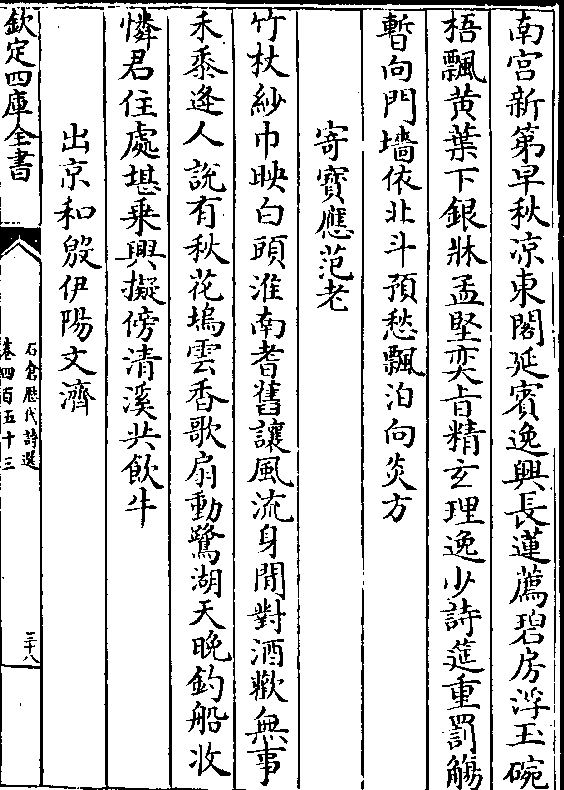 南宫新第早秋凉東閣延賓逸興長蓮薦碧房浮玉碗
梧飄黄葉下銀牀孟堅奕旨精玄理逸少詩筵重罰觴
暫向門墻依北斗預愁飄泊向炎方
寄寳應范老
竹杖紗巾映白頭淮南耆舊讓風流身閒對酒歡無事
禾黍逢人説有秋花塢雲香歌扇動鷺湖天晚釣船收
憐君住處堪乗興擬傍清溪共飲牛
出京和殷伊陽文濟
欽定四庫全書
石倉歴代詩選
卷四百五十三
三十八